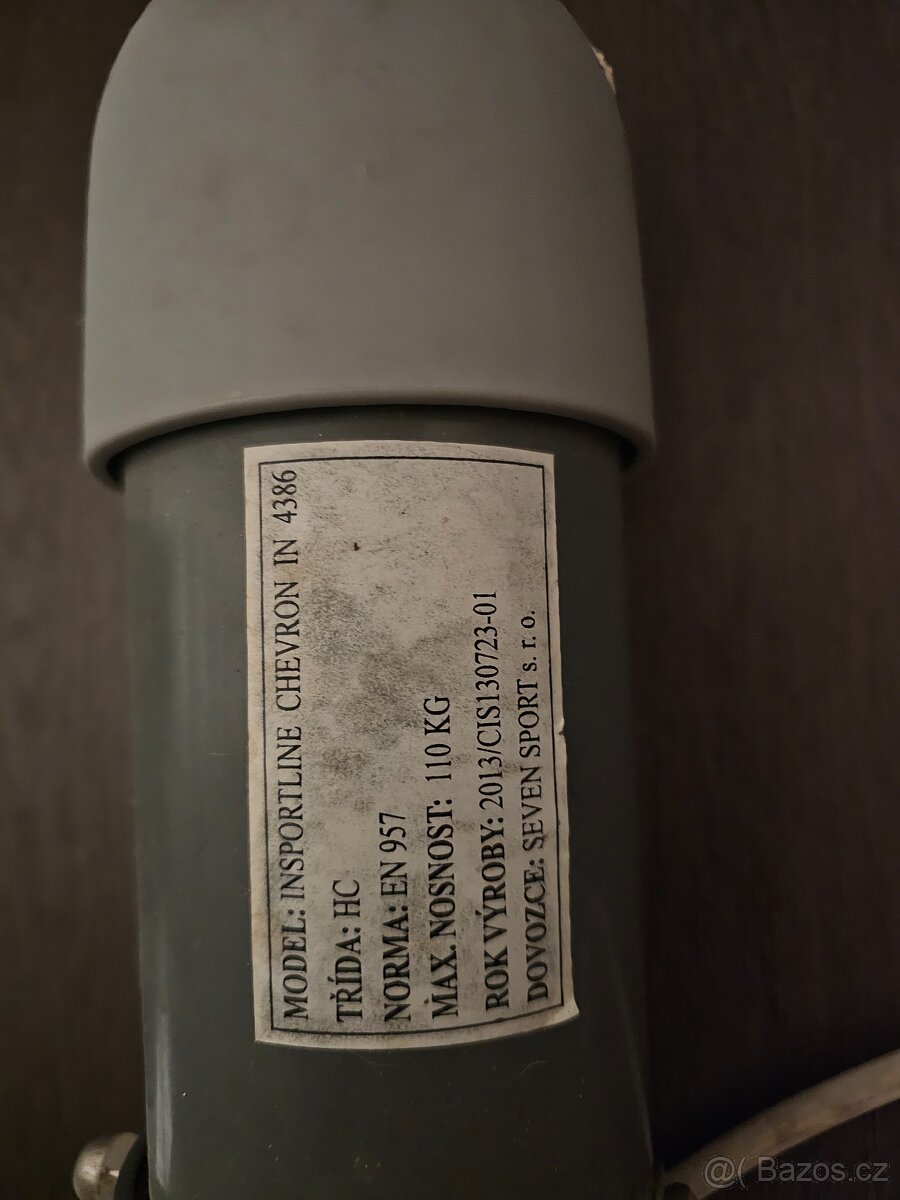 MODEL: INSPORTLINE CHEVRON IN 4386
TŘÍDA: HC
NORMA: EN 957
MAX. NOSNOST: 110 KG
ROK VÝROBY: 2013/CIS130723-01
DOVOZCE: SEVEN SPORT s. r. o.
@( Bazos.cz